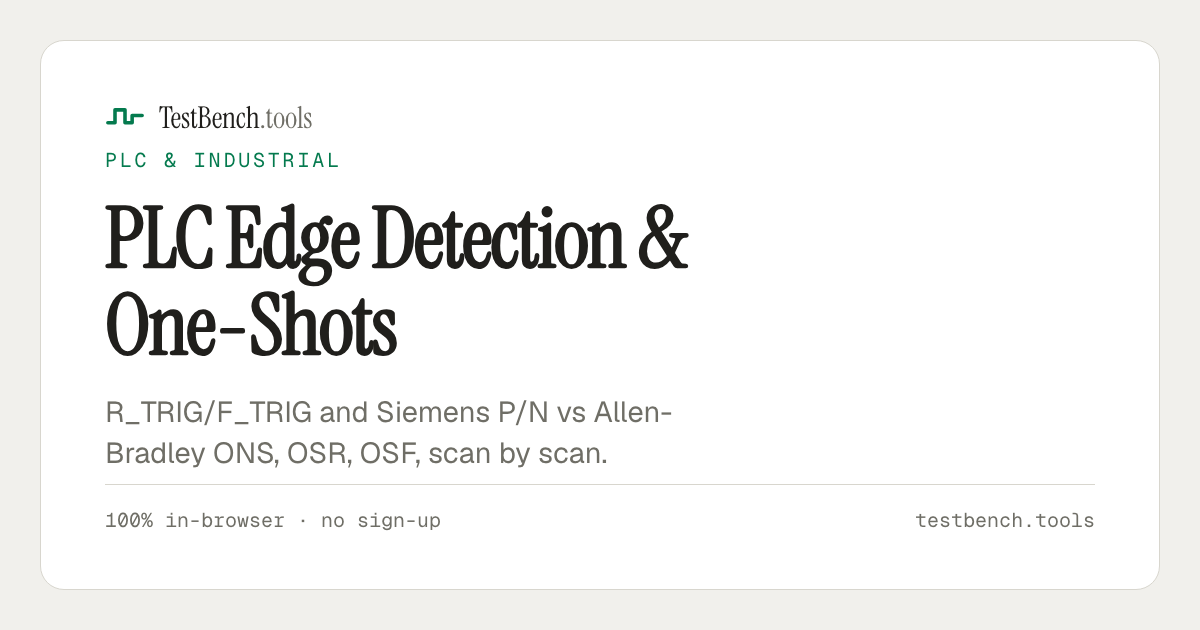 TestBench.tools
PLC & INDUSTRIAL
PLC Edge Detection &
One-Shots
R_TRIG/F_TRIG and Siemens P/N vs Allen-
Bradley ONS, OSR, OSF, scan by scan.
100% in-browser · no sign-up
testbench.tools